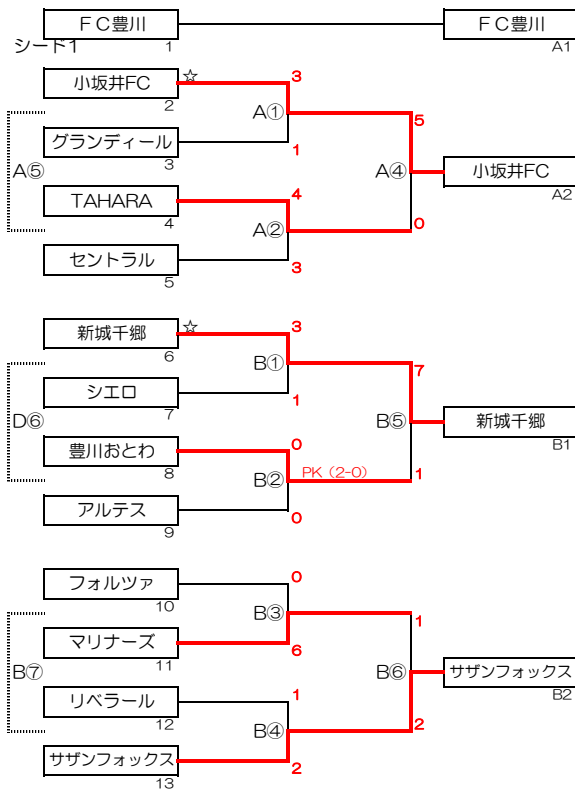 ＦＣ豊川
ＦＣ豊川
シード1
1
A1
小坂井FC
☆
3
2
A①
5
グランディール
1
3
A⑤
A④
小坂井FC
TAHARA
4
A2
4
A②
0
セントラル
3
5
新城千郷
☆
3
6
B①
7
シエロ
1
7
D⑥
B⑤
新城千郷
豊川おとわ
0
B1
8
B②
PK（2-0）
1
アルテス
0
9
フォルツァ
0
10
B③
1
マリナーズ
6
11
B⑦
B⑥
サザンフォックス
リベラール
1
B2
12
B④
2
サザンフォックス
2
13